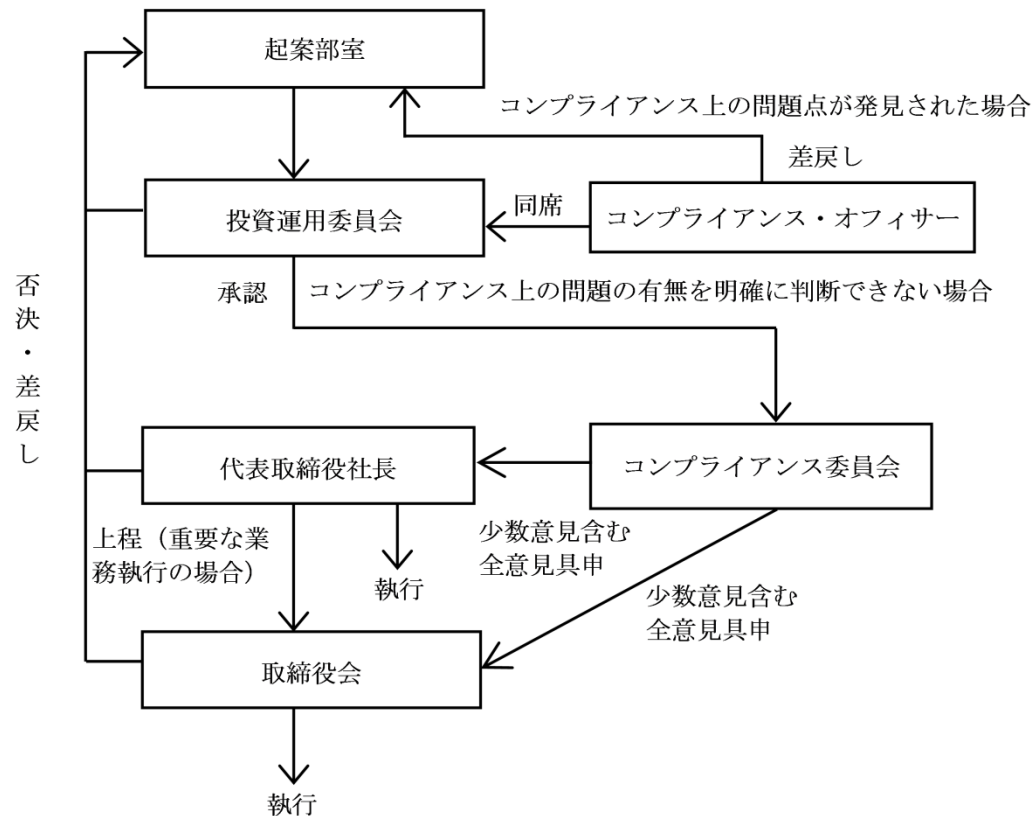 起案部室
コンプライアンス上の問題点が発見された場合
差戻し
投資運用委員会
同席
コンプライアンス・オフィサー
承認
コンプライアンス上の問題の有無を明確に判断できない場合
否決・差戻し
代表取締役社長
コンプライアンス委員会
上程（重要な業
務執行の場合）
執行
少数意見含む
全意見具申
少数意見含む
全意見具申
取締役会
執行